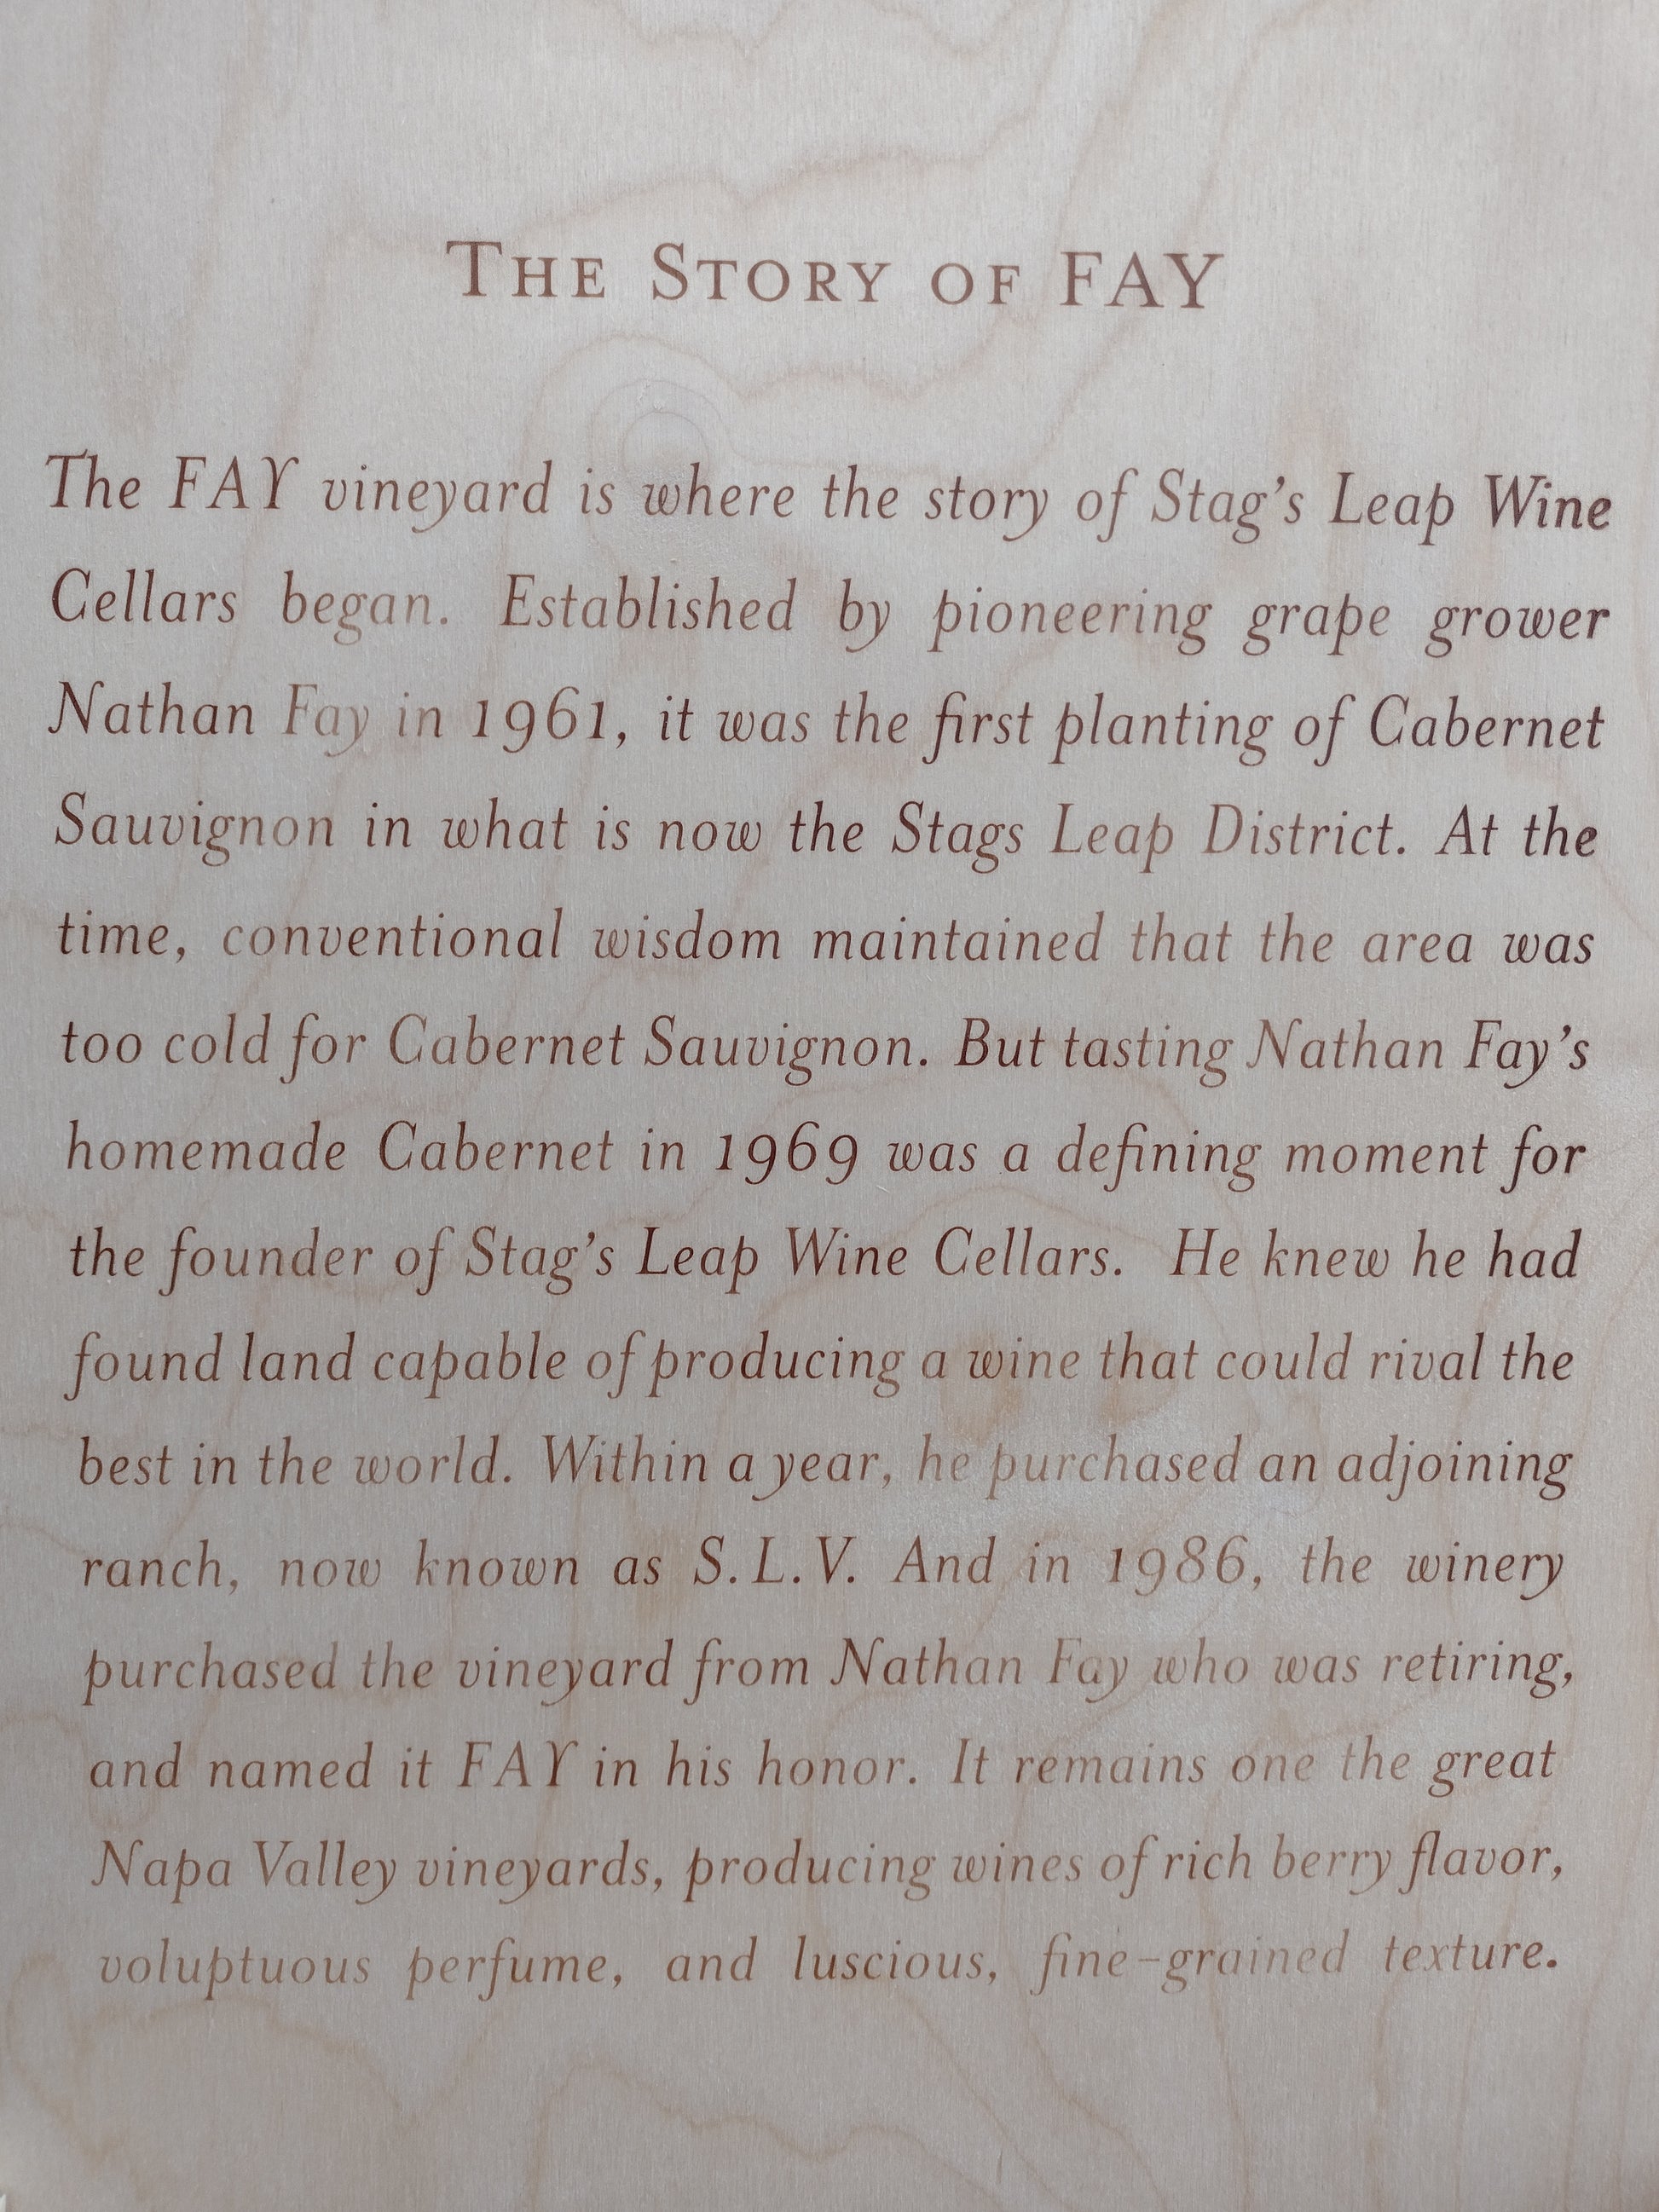 THE STORY OF FAY
The FAY vineyard is where the story of Stag's Leap Wine
Cellars began. Established by pioneering grape grower
Nathan Fay in 1961, it was the first planting of Cabernet
Sauvignon in what is now the Stags Leap District. At the
time, conventional wisdom maintained that the area was
too cold for Cabernet Sauvignon. But tasting Nathan Fay's
homemade Cabernet in 1969 was a defining moment for
the founder of Stag's Leap Wine Cellars. He knew he had
found land capable of producing a wine that could rival the
best in the world. Within a year, he purchased an adjoining
ranch, now known as S.L.V. And in 1986, the winery
purchased the vineyard from Nathan Fay who was retiring,
and named it FAY in his honor. It remains one the great
Napa Valley vineyards, producing wines of rich berry flavor,
voluptuous perfume, and luscious, fine-grained texture.